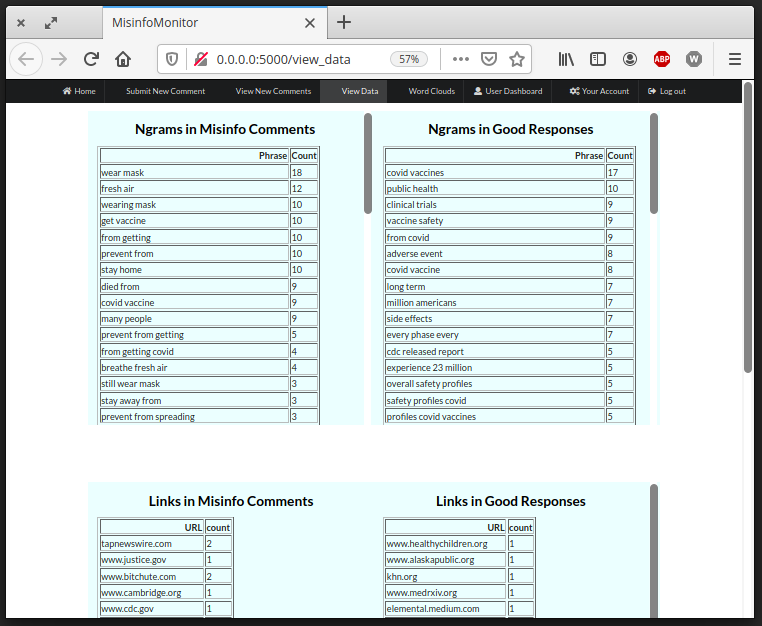 MisinfoMonitor
0.0.0.0:5000/view_data 57% ABP W
Home Submit New Comment View New Comments View Data Word Clouds User Dashboard Your Account Log out
Ngrams in Misinfo Comments
Phrase Count
wear mask 18
fresh air 12
wearing mask 10
get vaccine 10
from getting 10
prevent from 10
stay home 10
died from 9
covid vaccine 9
many people 9
prevent from getting 5
from getting covid 4
breathe fresh air 4
still wear mask 3
stay away from 3
prevent from spreading 3
Ngrams in Good Responses
Phrase Count
covid vaccines 17
public health 10
clinical trials 9
vaccine safety 9
from covid 9
adverse event 8
covid vaccine 8
long term 7
million americans 7
side effects 7
every phase every 7
cdc released report 5
experience 23 million 5
overall safety profiles 5
safety profiles covid 5
profiles covid vaccines 5
Links in Misinfo Comments
URL count
tapnewswire.com 2
www.justice.gov 1
www.bitchute.com 2
www.cambridge.org 1
www.cdc.gov 1
Links in Good Responses
URL count
www.healthychildren.org 1
www.alaskapublic.org 1
khn.org 1
www.medrxiv.org 1
elemental.medium.com 1